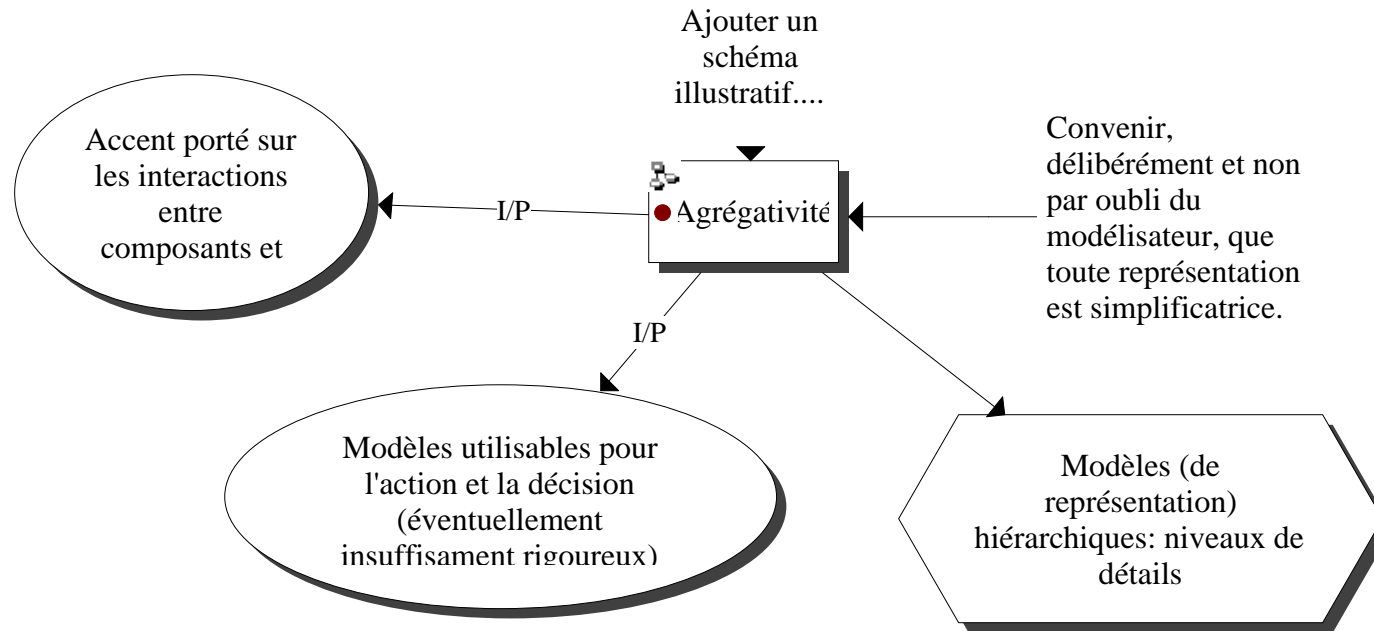 Ajouter un
schéma
illustratif....
Accent porté sur
les interactions
entre
composants et
I/P
Agrégativité
Convenir,
délibérément et non
par oubli du
modélisateur, que
toute représentation
est simplificatrice.
I/P
Modèles utilisables pour
l'action et la décision
(éventuellement
insuffisament rigoureux)
Modèles (de
représentation)
hiérarchiques: niveaux de
détails